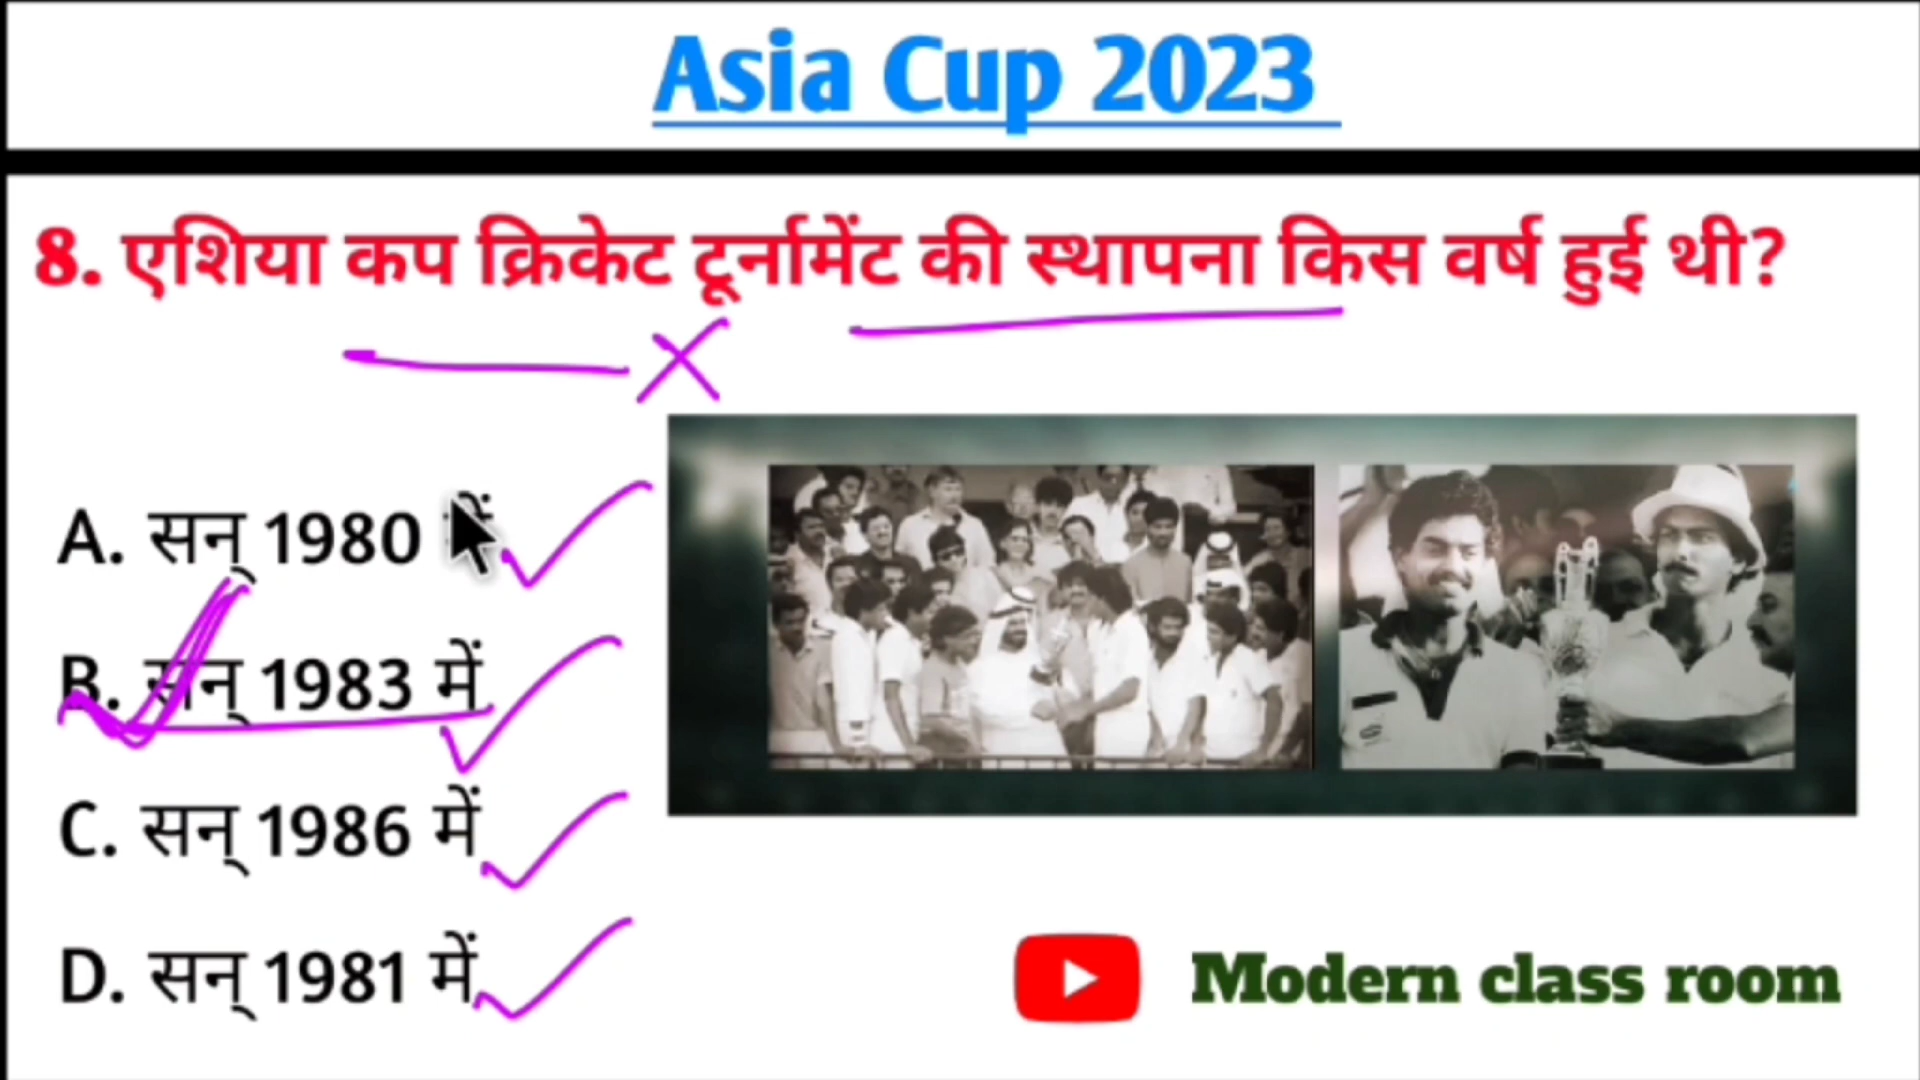 Asia Cup 2023
8. एशिया कप क्रिकेट टूर्नामेंट की स्थापना किस वर्ष हुई थी?
A. सन् 1980 में
B. सन् 1983 में
C. सन् 1986 में
D. सन् 1981 में
Modern class room